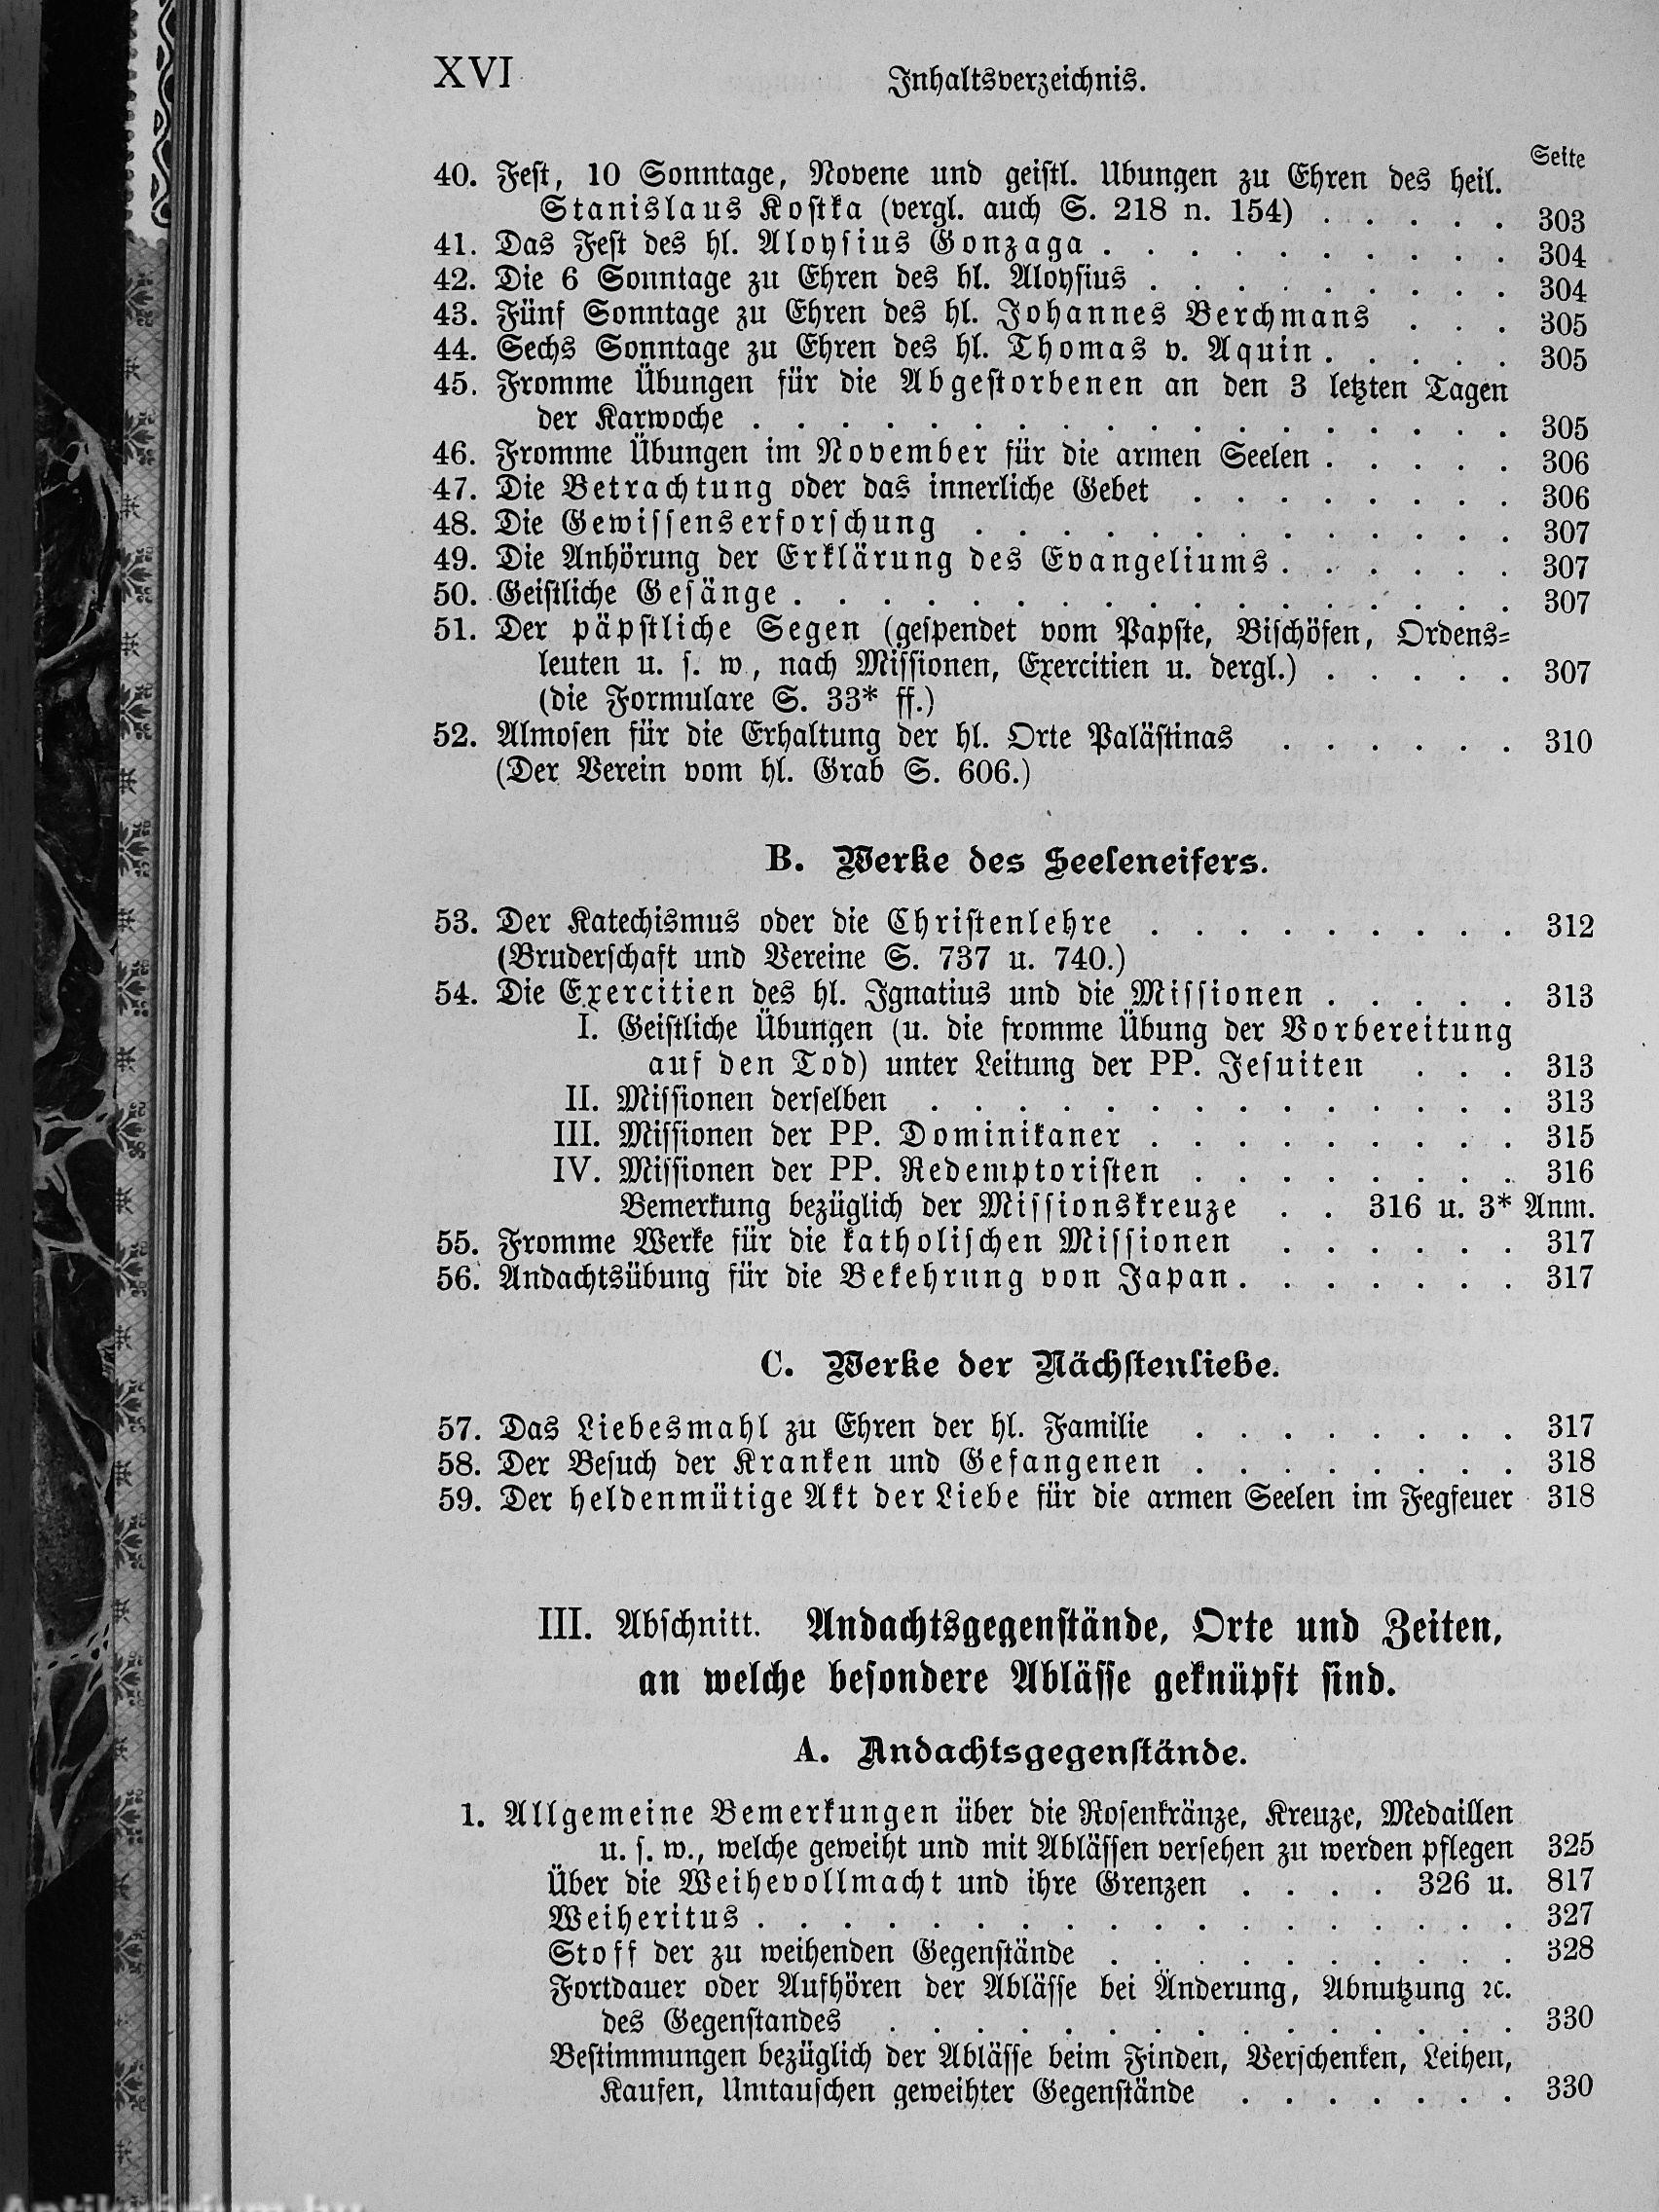 XVI Inhaltsverzeichnis.
Seite
40. Fest, 10 Sonntage, Novene und geistl. Übungen zu Ehren des heil.
Stanislaus Kostka (vergl. auch S. 218 n. 154) . . . . . 303
41. Das Fest des hl. Aloysius Gonzaga . . . . . . . . . . 304
42. Die 6 Sonntage zu Ehren des hl. Aloysius . . . . . . . . . 304
43. Fünf Sonntage zu Ehren des hl. Johannes Berchmans . . . 305
44. Sechs Sonntage zu Ehren des hl. Thomas v. Aquin . . . . . 305
45. Fromme Übungen für die Abgestorbenen an den 3 letzten Tagen
der Karwoche . . . . . . . . . . . . . . . . . . 305
46. Fromme Übungen im November für die armen Seelen . . . . . 306
47. Die Betrachtung oder das innerliche Gebet . . . . . . . . 306
48. Die Gewissenserforschung . . . . . . . . . . . . . 307
49. Die Anhörung der Erklärung des Evangeliums . . . . . . 307
50. Geistliche Gesänge . . . . . . . . . . . . . . . . . 307
51. Der päpstliche Segen (gespendet vom Papste, Bischöfen, Ordens-
leuten u. s. w., nach Missionen, Exercitien u. dergl.) . . . . . 307
(die Formulare S. 33* ff.)
52. Almosen für die Erhaltung der hl. Orte Palästinas . . . . . . 310
(Der Verein vom hl. Grab S. 606.)
B. Werke des Seeleneifers.
53. Der Katechismus oder die Christenlehre . . . . . . . . . 312
(Bruderschaft und Vereine S. 737 u. 740.)
54. Die Exercitien des hl. Ignatius und die Missionen . . . . . 313
I. Geistliche Übungen (u. die fromme Übung der Vorbereitung
auf den Tod) unter Leitung der PP. Jesuiten . . . 313
II. Missionen derselben . . . . . . . . . . . . . . 313
III. Missionen der PP. Dominikaner . . . . . . . . . 315
IV. Missionen der PP. Redemptoristen . . . . . . . . 316
Bemerkung bezüglich der Missionskreuze . . 316 u. 3* Anm.
55. Fromme Werke für die katholischen Missionen . . . . . . 317
56. Andachtsübung für die Bekehrung von Japan . . . . . . . 317
C. Werke der Nächstenliebe.
57. Das Liebesmahl zu Ehren der hl. Familie . . . . . . . . 317
58. Der Besuch der Kranken und Gefangenen . . . . . . . . 318
59. Der heldenmütige Akt der Liebe für die armen Seelen im Fegfeuer 318
III. Abschnitt. Andachtsgegenstände, Orte und Zeiten,
an welche besondere Ablässe geknüpft sind.
A. Andachtsgegenstände.
1. Allgemeine Bemerkungen über die Rosenkränze, Kreuze, Medaillen
u. s. w., welche geweiht und mit Ablässen versehen zu werden pflegen 325
Über die Weihevollmacht und ihre Grenzen . . . . 326 u. 817
Weiheritus . . . . . . . . . . . . . . . . . . 327
Stoff der zu weihenden Gegenstände . . . . . . . . . . 328
Fortdauer oder Aufhören der Ablässe bei Änderung, Abnutzung ꝛc.
des Gegenstandes . . . . . . . . . . . . . . . 330
Bestimmungen bezüglich der Ablässe beim Finden, Verschenken, Leihen,
Kaufen, Umtauschen geweihter Gegenstände . . . . . . . 330
Antikvárium.hu